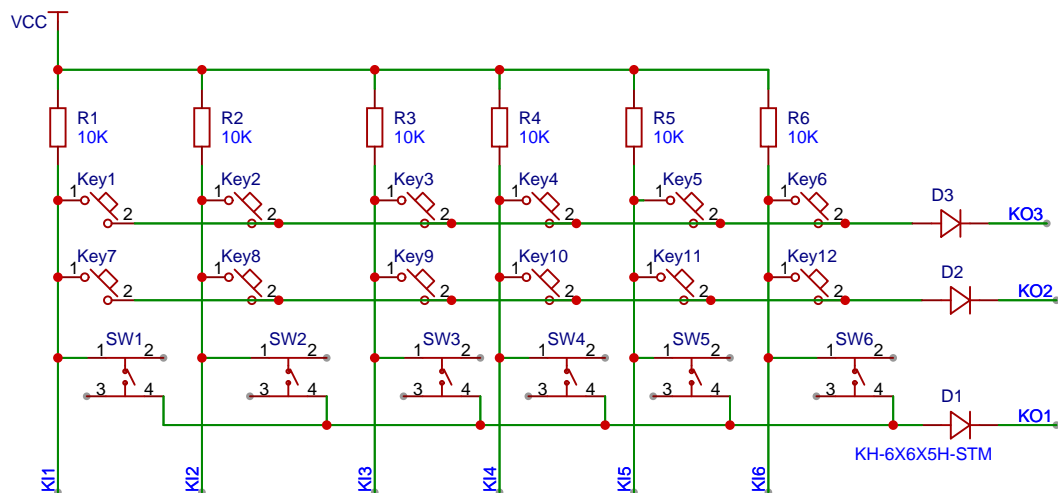 VCC
R1 R2 R3 R4 R5 R6
10K 10K 10K 10K 10K 10K
Key1 Key2 Key3 Key4 Key5 Key6
1 1 1 1 1 1
2 2 2 2 2 2
D3
KO3
Key7 Key8 Key9 Key10 Key11 Key12
1 1 1 1 1 1
2 2 2 2 2 2
D2
KO2
SW1 SW2 SW3 SW4 SW5 SW6
1 2 1 2 1 2 1 2 1 2 1 2
3 4 3 4 3 4 3 4 3 4 3 4
D1
KO1
KH-6X6X5H-STM
KI1 KI2 KI3 KI4 KI5 KI6